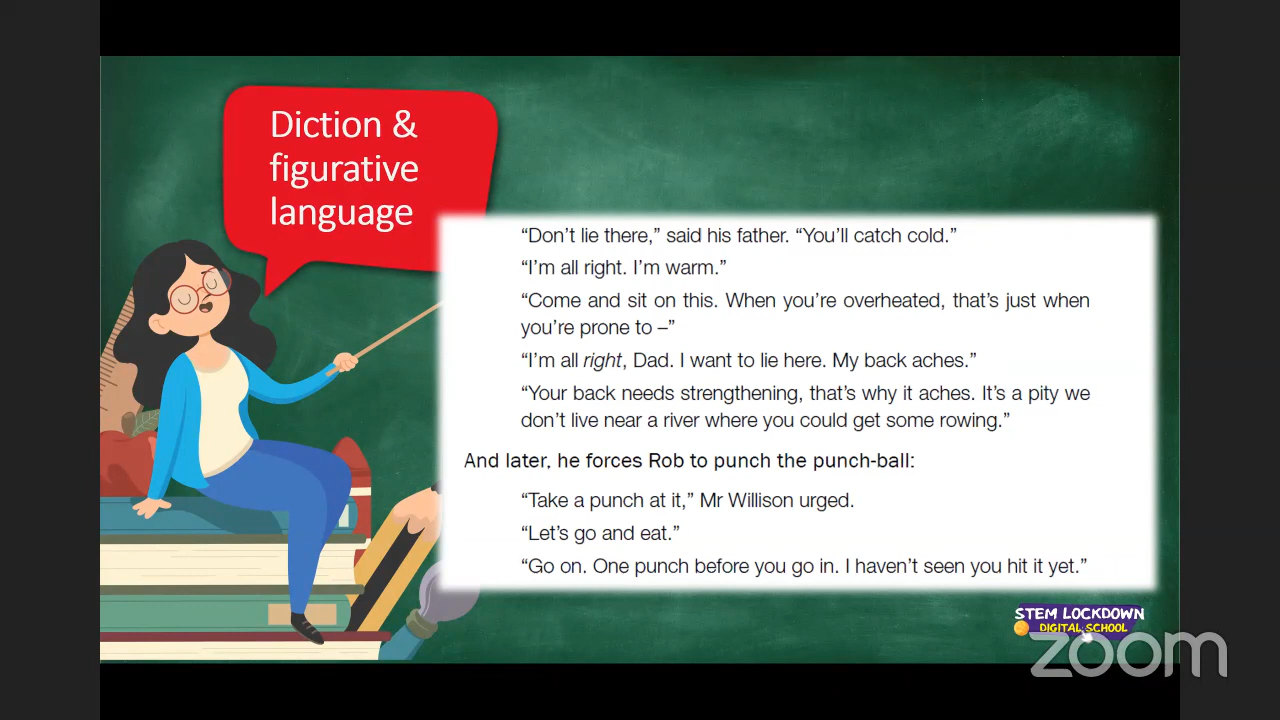 Diction &
figurative
language
“Don’t lie there,” said his father. “You’ll catch cold.”
“I’m all right. I’m warm.”
“Come and sit on this. When you’re overheated, that’s just when
you’re prone to –”
“I’m all right, Dad. I want to lie here. My back aches.”
“Your back needs strengthening, that’s why it aches. It’s a pity we
don’t live near a river where you could get some rowing.”
And later, he forces Rob to punch the punch-ball:
“Take a punch at it,” Mr Willison urged.
“Let’s go and eat.”
“Go on. One punch before you go in. I haven’t seen you hit it yet.”
STEM LOCKDOWN
DIGITAL SCHOOL
zoom